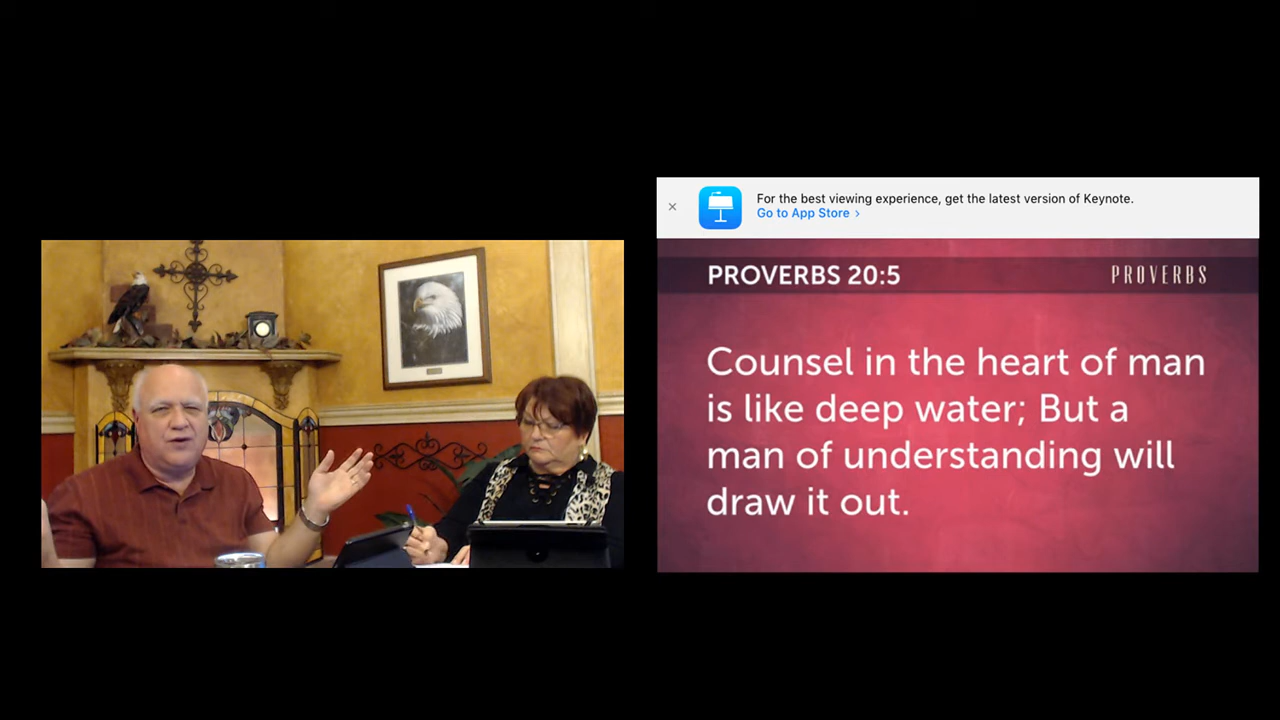 For the best viewing experience, get the latest version of Keynote.
Go to App Store >
PROVERBS 20:5
PROVERBS
Counsel in the heart of man
is like deep water; But a
man of understanding will
draw it out.